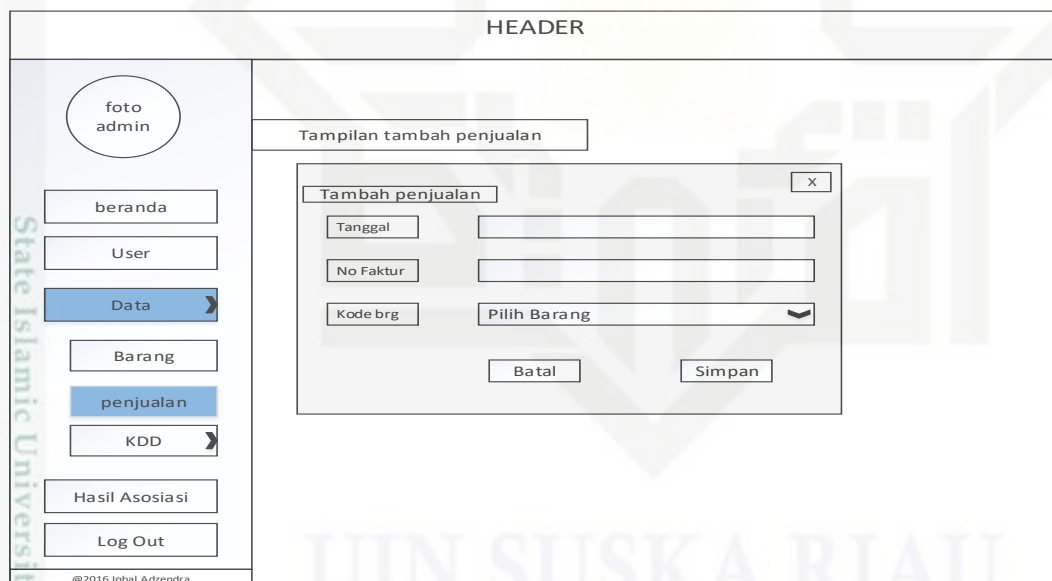 HEADER
foto
admin
Tampilan tambah penjualan
X
Tambah penjualan
beranda
Tanggal
User
No Faktur
Data
Kode brg
Pilih Barang
Barang
Batal
Simpan
penjualan
KDD
Hasil Asosiasi
Log Out
@2016 Iqbal Adzendra
State Islamic Universit
UIN SUSKA RIAU